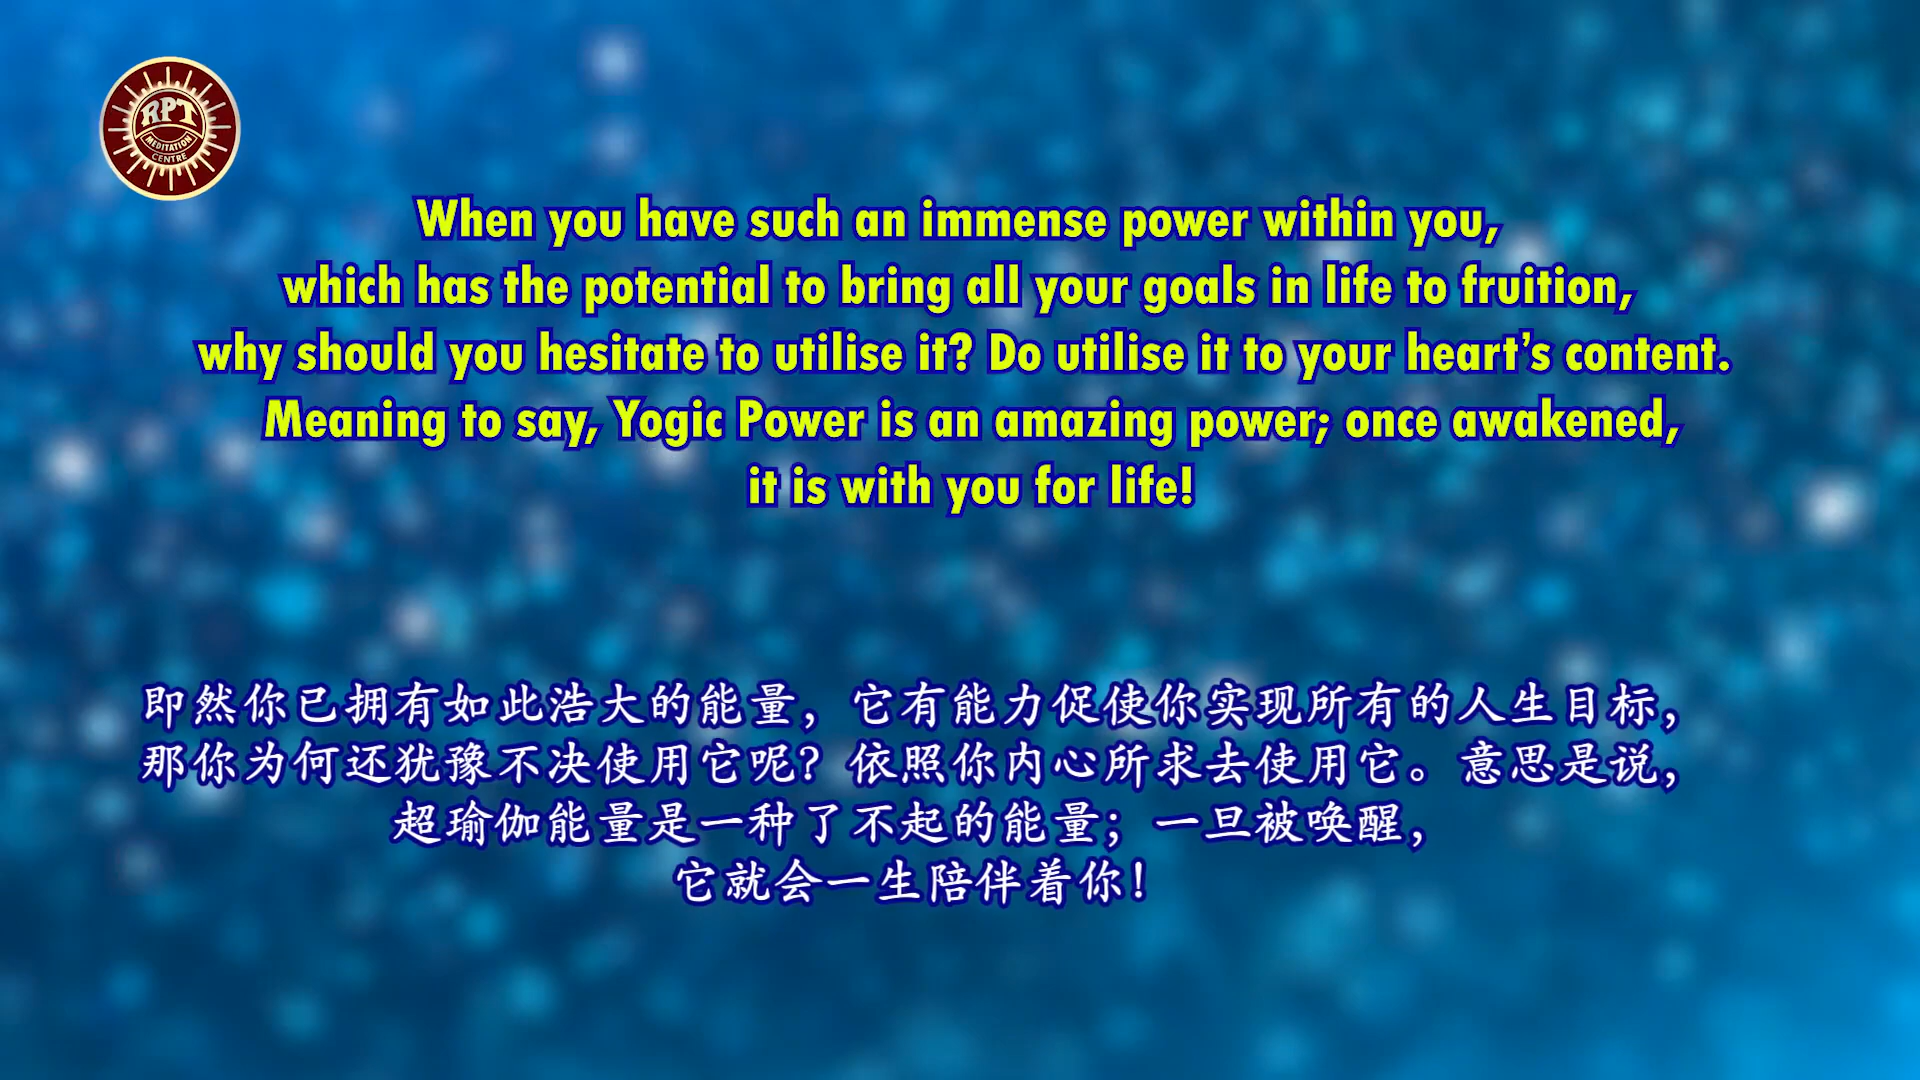 RPT
MEDITATION
CENTRE
When you have such an immense power within you,
which has the potential to bring all your goals in life to fruition,
why should you hesitate to utilise it? Do utilise it to your heart’s content.
Meaning to say, Yogic Power is an amazing power; once awakened,
it is with you for life!
即然你已拥有如此浩大的能量，它有能力促使你实现所有的人生目标，
那你为何还犹豫不决使用它呢？依照你内心所求去使用它。意思是说，
超瑜伽能量是一种了不起的能量；一旦被唤醒，
它就会一生陪伴着你！